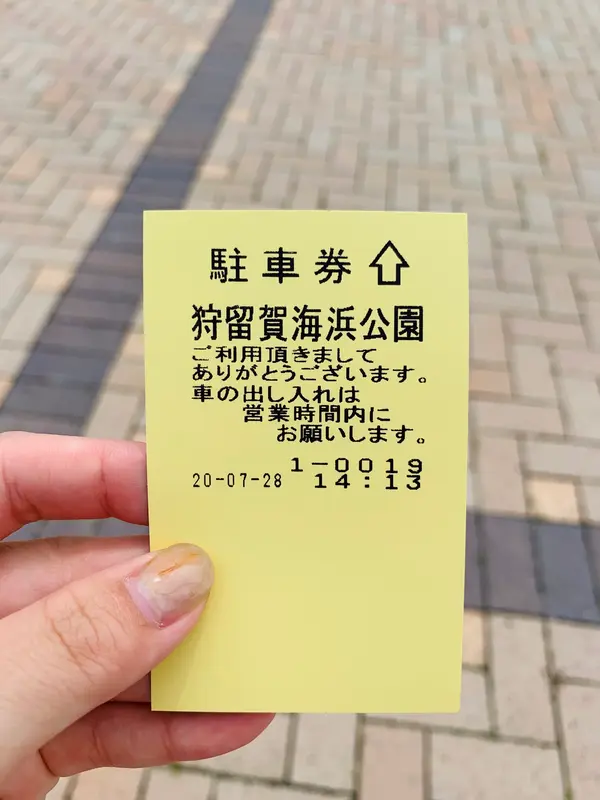 駐車券⇧
狩留賀海浜公園
ご利用頂きまして
ありがとうございます。
車の出し入れは
営業時間内に
お願いします。
1-0019
20-07-28 14:13